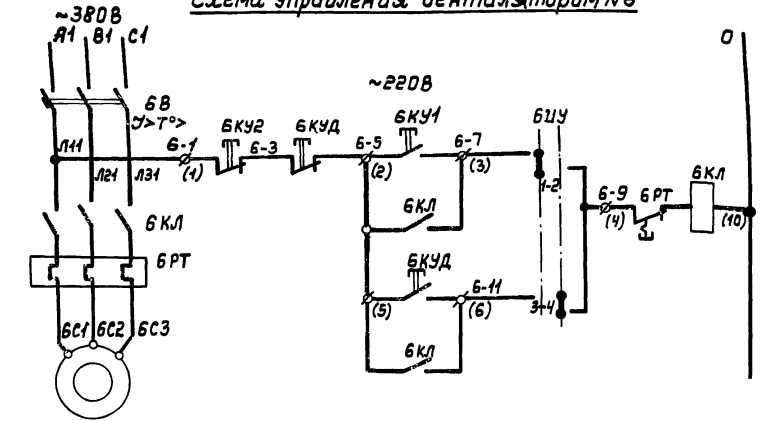 Схема управления вентилятором №6
~380В
А1 В1 С1
О
~220В
6В
I>T°>
6КУ2
6КУД
6КУ1
6ПУ
Л11
6-1
6-3
6-5
6-7
(1)
(2)
(3)
Л21
Л31
1-2
6-9
6РТ
6КЛ
(4)
(10)
6КЛ
6КЛ
6РТ
6КУД
6-11
(5)
(6)
3-4
6С1
6С2
6С3
6КЛ